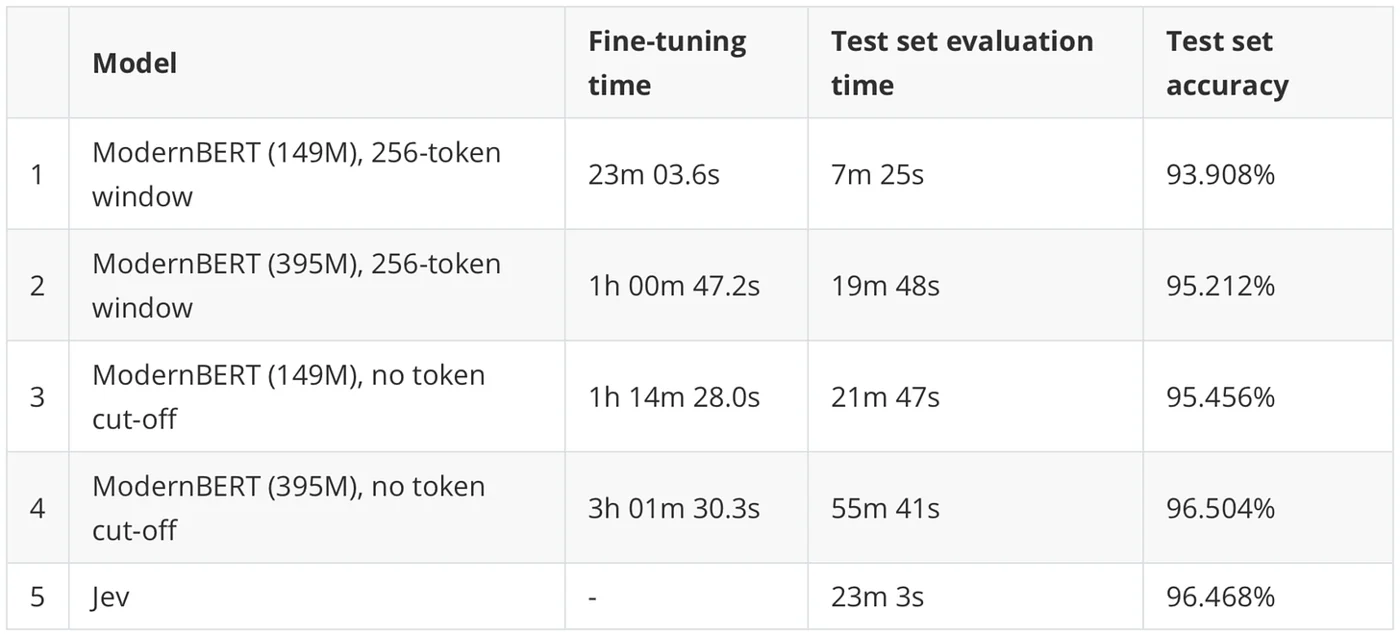 Model
Fine-tuning
time
Test set evaluation
time
Test set
accuracy
1
ModernBERT (149M), 256-token
window
23m 03.6s
7m 25s
93.908%
2
ModernBERT (395M), 256-token
window
1h 00m 47.2s
19m 48s
95.212%
3
ModernBERT (149M), no token
cut-off
1h 14m 28.0s
21m 47s
95.456%
4
ModernBERT (395M), no token
cut-off
3h 01m 30.3s
55m 41s
96.504%
5
Jev
-
23m 3s
96.468%